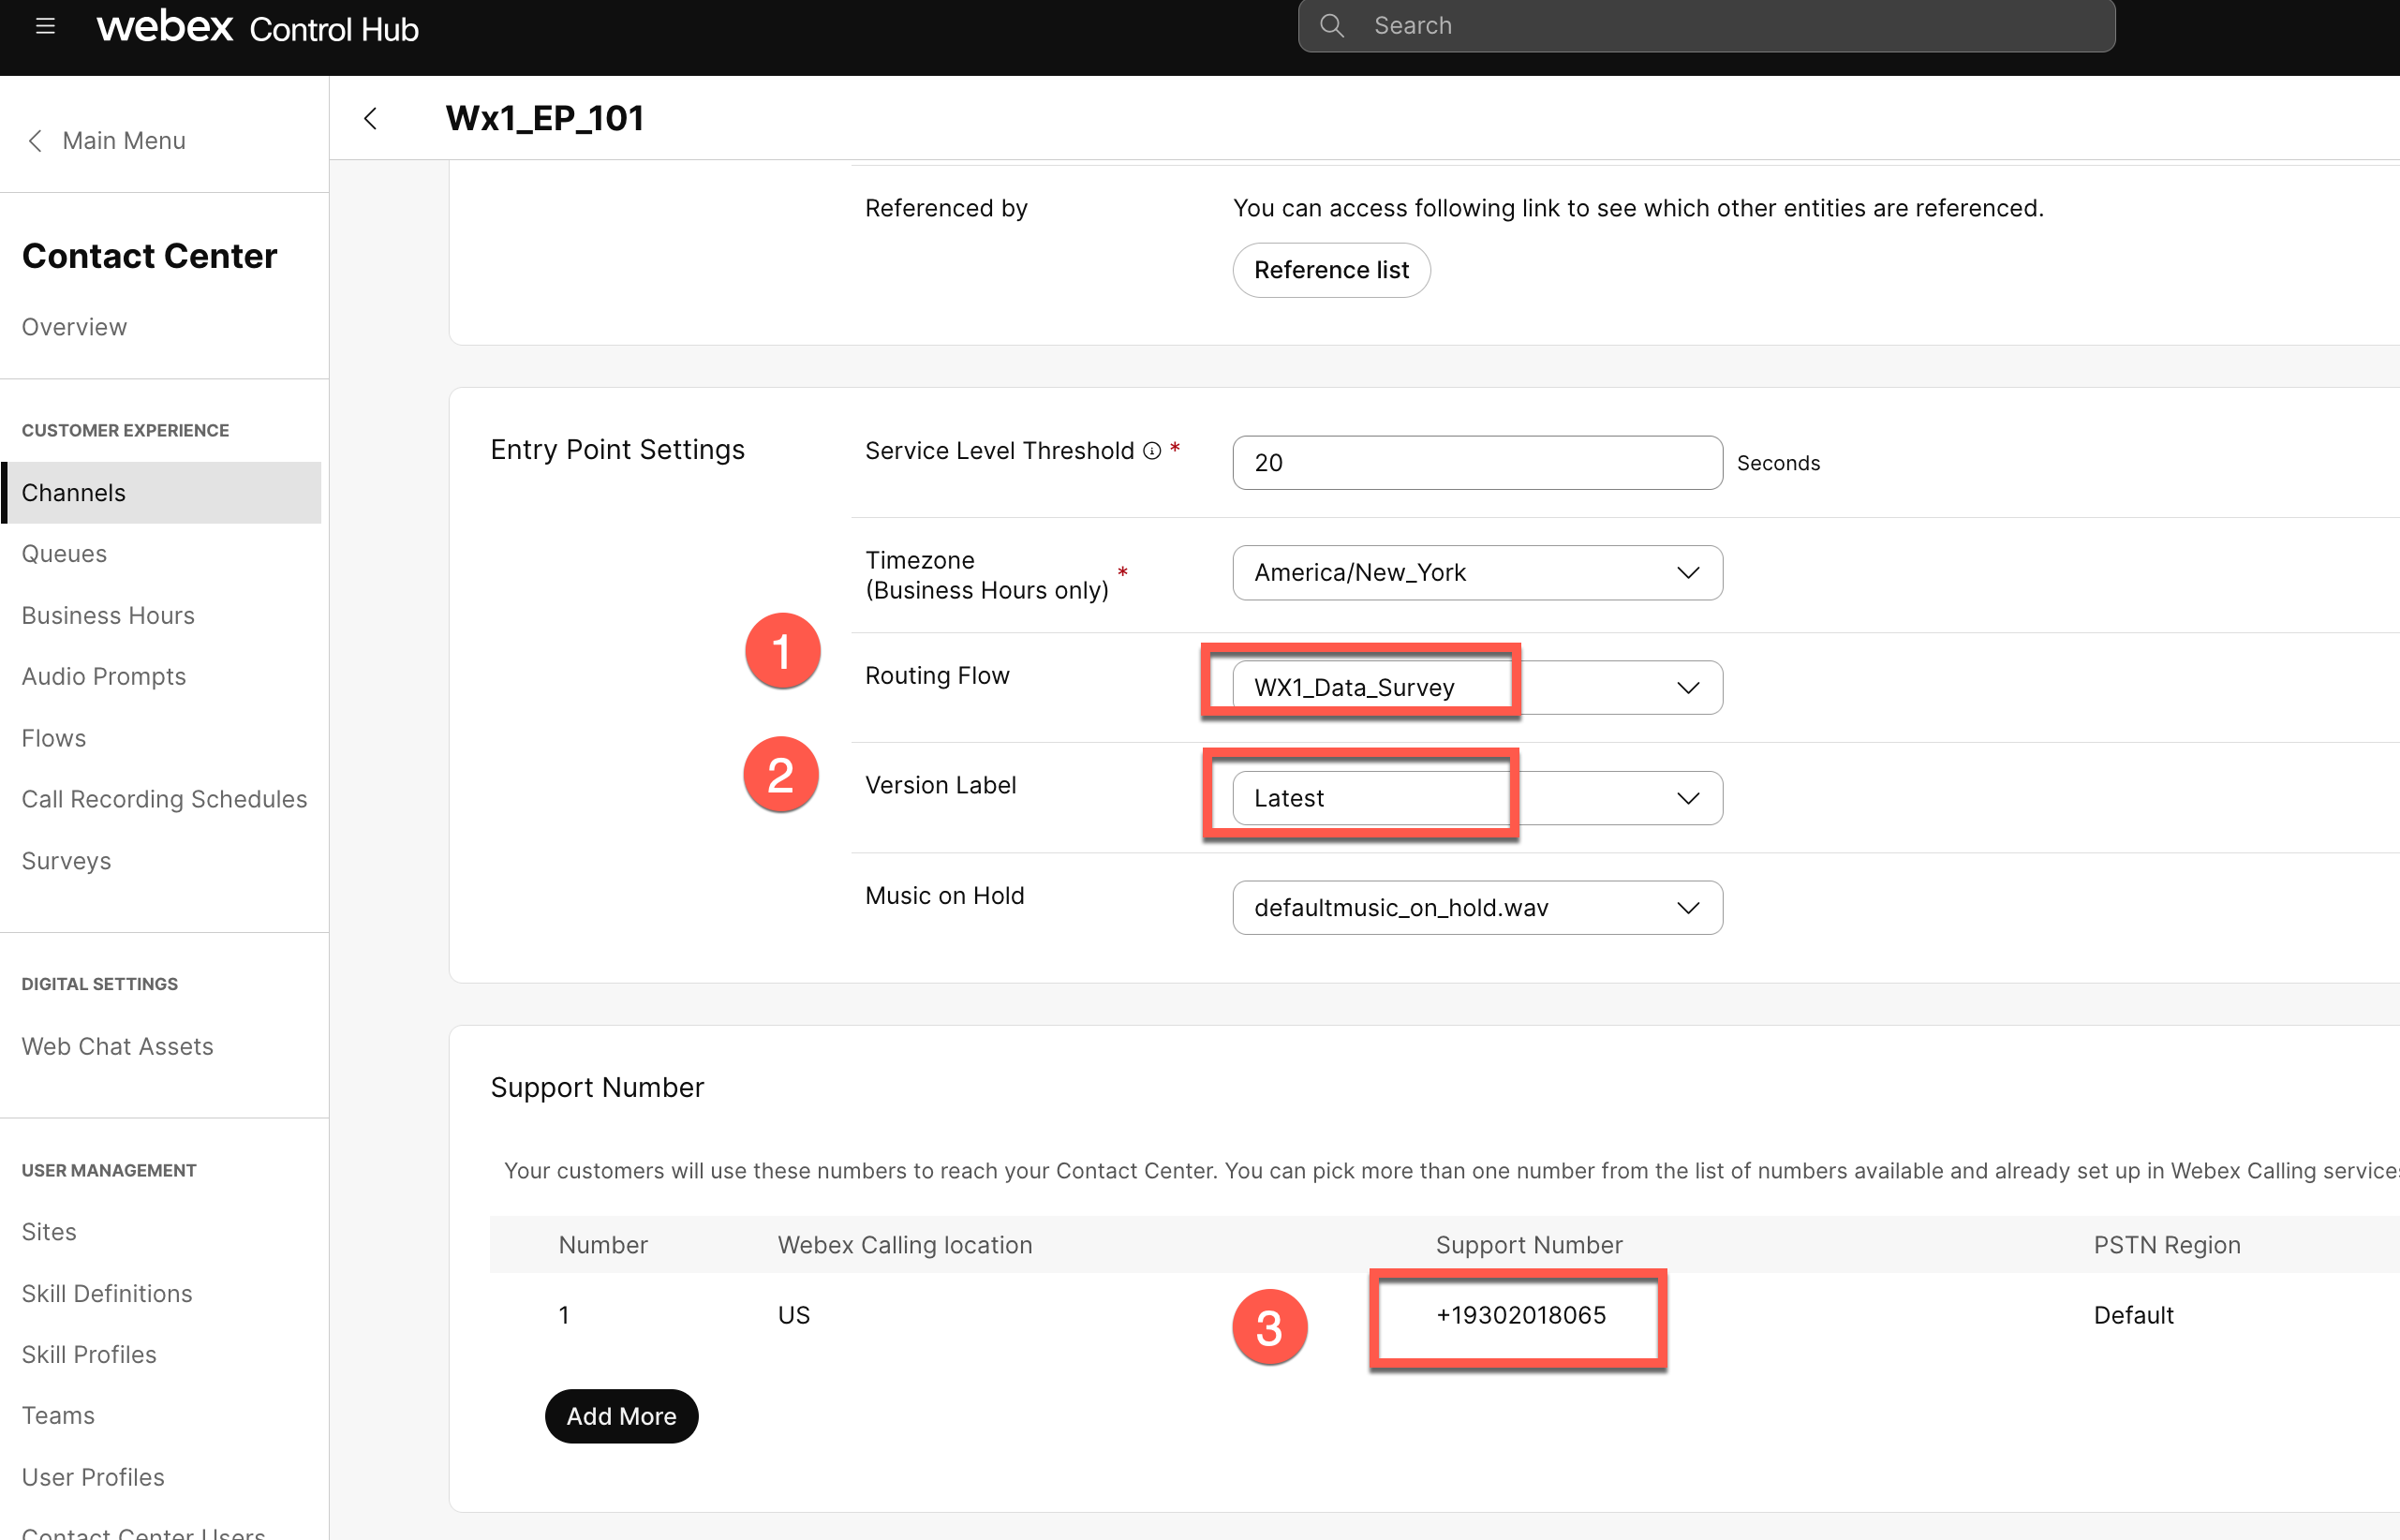 webex Control Hub
Search
Main Menu
Wx1_EP_101
Contact Center
Overview
CUSTOMER EXPERIENCE
Channels
Queues
Business Hours
Audio Prompts
Flows
Call Recording Schedules
Surveys
DIGITAL SETTINGS
Web Chat Assets
USER MANAGEMENT
Sites
Skill Definitions
Skill Profiles
Teams
User Profiles
Contact Center Users
Referenced by
You can access following link to see which other entities are referenced.
Reference list
Entry Point Settings
Service Level Threshold *
20
Seconds
Timezone
(Business Hours only) *
America/New_York
1
Routing Flow
WX1_Data_Survey
2
Version Label
Latest
Music on Hold
defaultmusic_on_hold.wav
Support Number
Your customers will use these numbers to reach your Contact Center. You can pick more than one number from the list of numbers available and already set up in Webex Calling services
Number Webex Calling location Support Number PSTN Region
1 US 3 +19302018065 Default
Add More